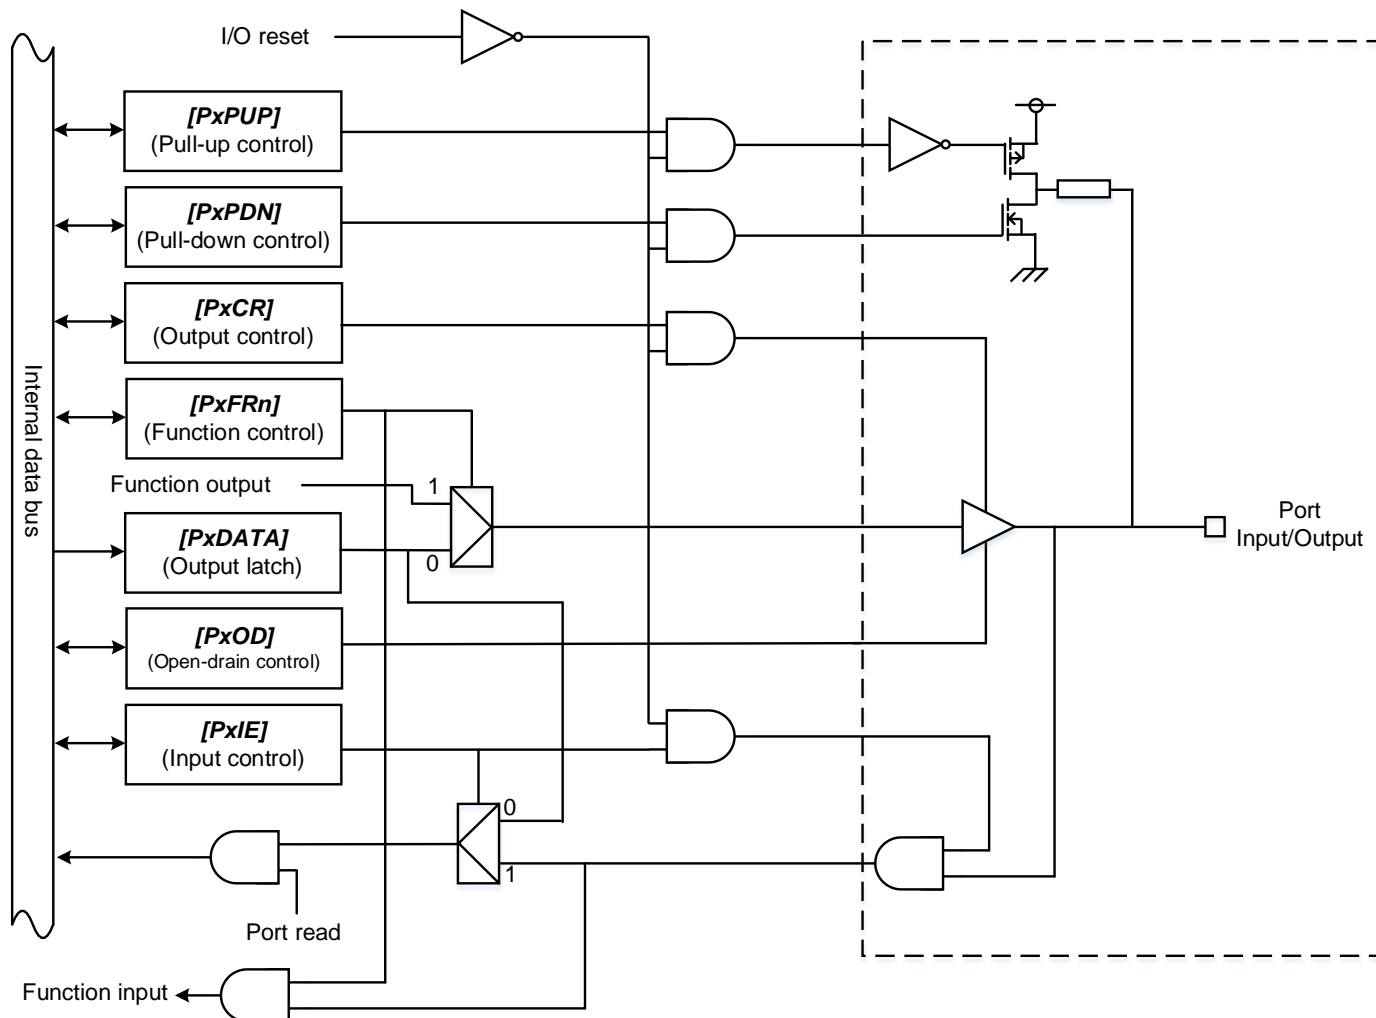 I/O reset
[PxPUP]
(Pull-up control)
[PxPDN]
(Pull-down control)
[PxCR]
(Output control)
[PxFRn]
(Function control)
Internal data bus
Function output
1
[PxDATA]
(Output latch)
0
Port
Input/Output
[PxOD]
(Open-drain control)
[PxIE]
(Input control)
0
1
Port read
Function input